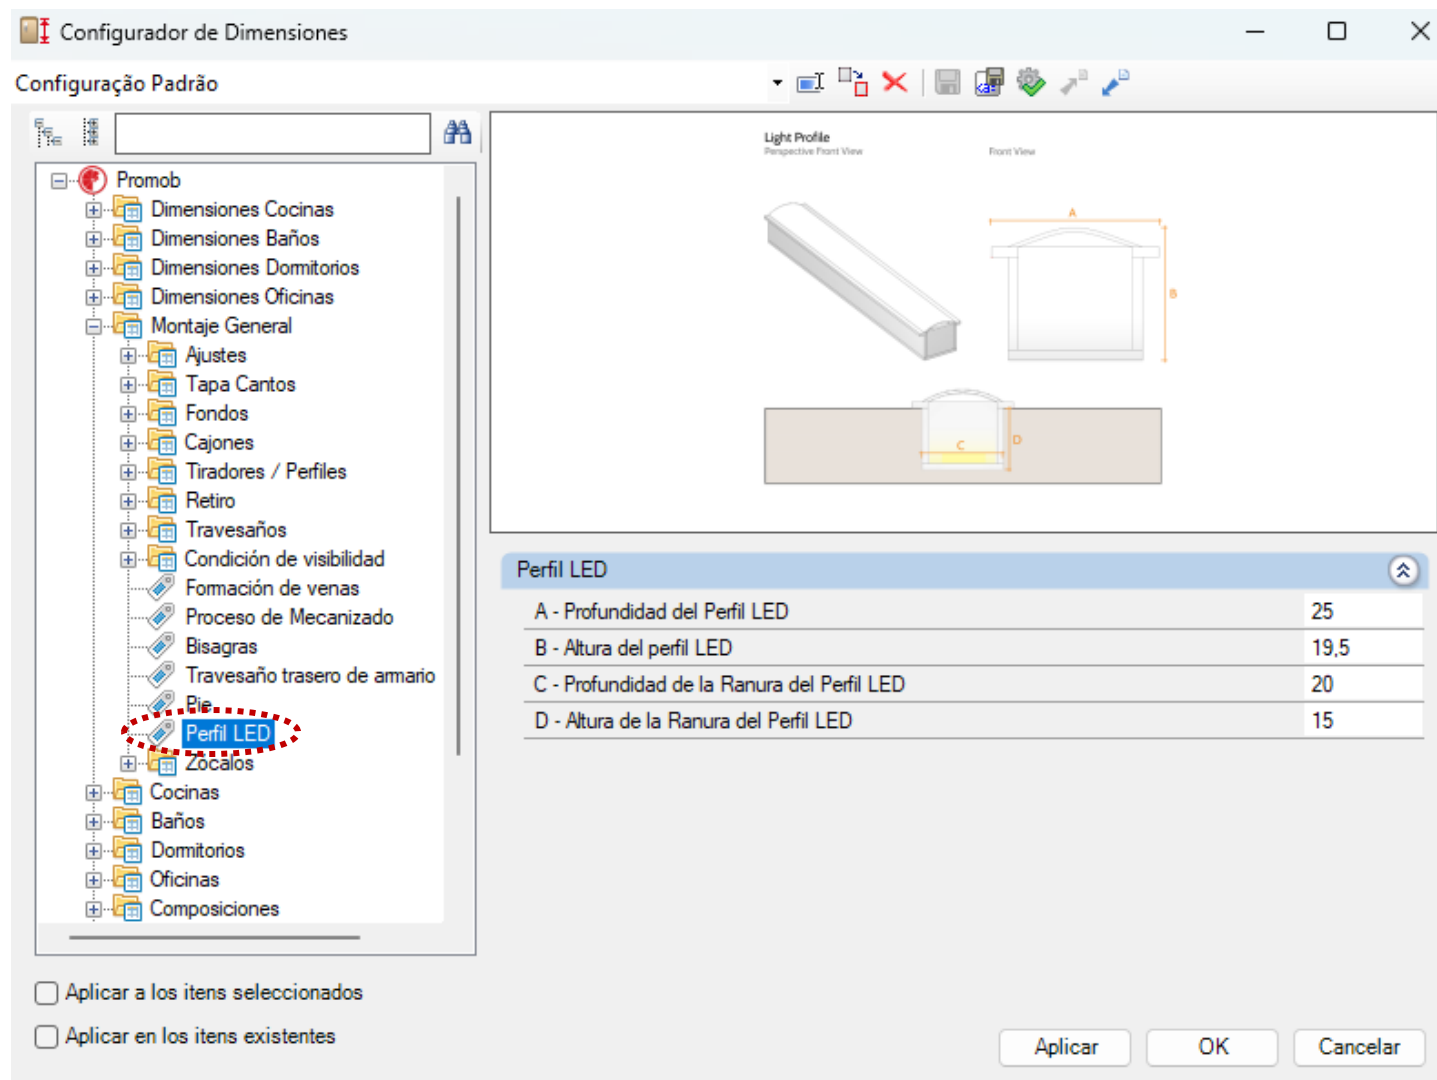 Configurador de Dimensiones
Configuração Padrão
Promob
Dimensiones Cocinas
Dimensiones Baños
Dimensiones Dormitorios
Dimensiones Oficinas
Montaje General
Ajustes
Tapa Cantos
Fondos
Cajones
Tiradores / Perfiles
Retiro
Travesaños
Condición de visibilidad
Formación de venas
Proceso de Mecanizado
Bisagras
Travesaño trasero de armario
Pie
Perfil LED
Zócalos
Cocinas
Baños
Dormitorios
Oficinas
Composiciones
Light Profile
Perspective Front View
Front View
A
B
C
D
Perfil LED
A - Profundidad del Perfil LED 25
B - Altura del perfil LED 19,5
C - Profundidad de la Ranura del Perfil LED 20
D - Altura de la Ranura del Perfil LED 15
Aplicar a los itens seleccionados
Aplicar en los itens existentes
Aplicar OK Cancelar